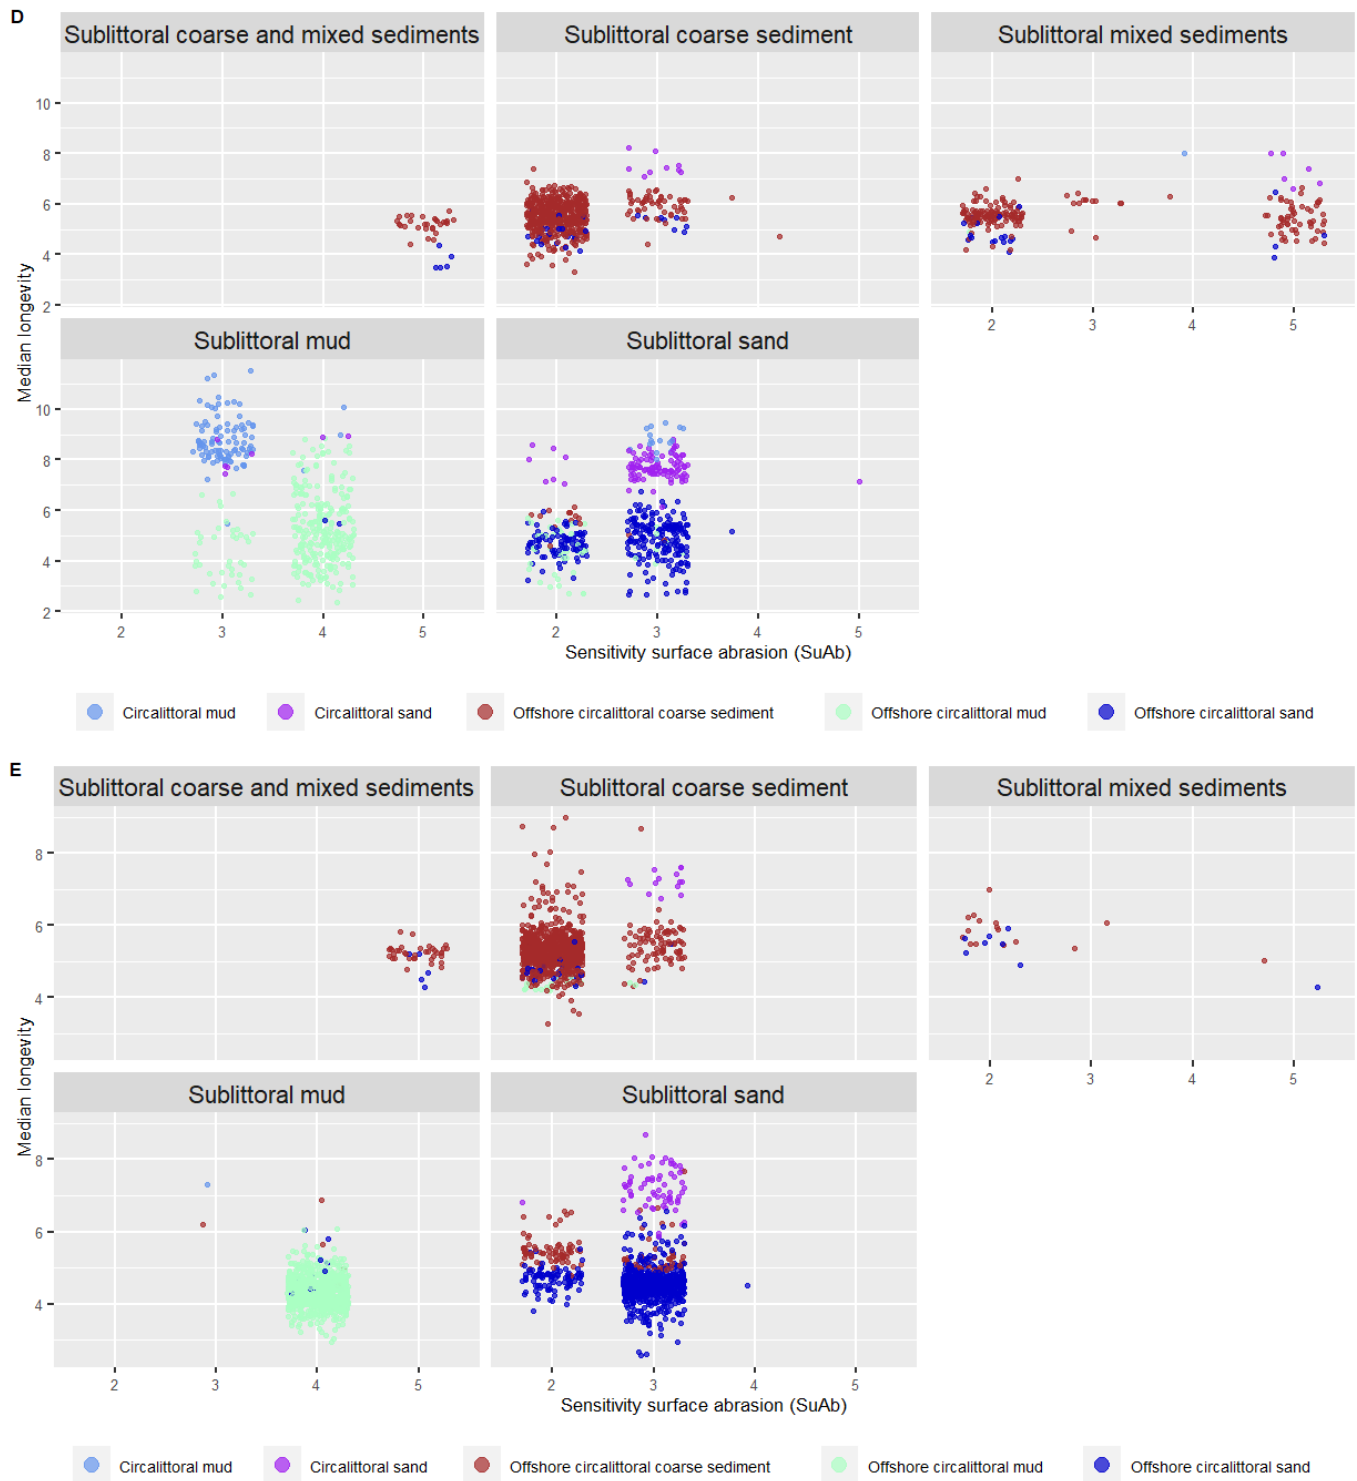 D
Sublittoral coarse and mixed sediments
Sublittoral coarse sediment
Sublittoral mixed sediments
10
8
6
4
2
2 3 4 5
Median longevity
Sublittoral mud
Sublittoral sand
10
8
6
4
2
2 3 4 5
2 3 4 5
Sensitivity surface abrasion (SuAb)
Circalittoral mud
Circalittoral sand
Offshore circalittoral coarse sediment
Offshore circalittoral mud
Offshore circalittoral sand
E
Sublittoral coarse and mixed sediments
Sublittoral coarse sediment
Sublittoral mixed sediments
8
6
4
2 3 4 5
Median longevity
Sublittoral mud
Sublittoral sand
8
6
4
2 3 4 5
2 3 4 5
Sensitivity surface abrasion (SuAb)
Circalittoral mud
Circalittoral sand
Offshore circalittoral coarse sediment
Offshore circalittoral mud
Offshore circalittoral sand